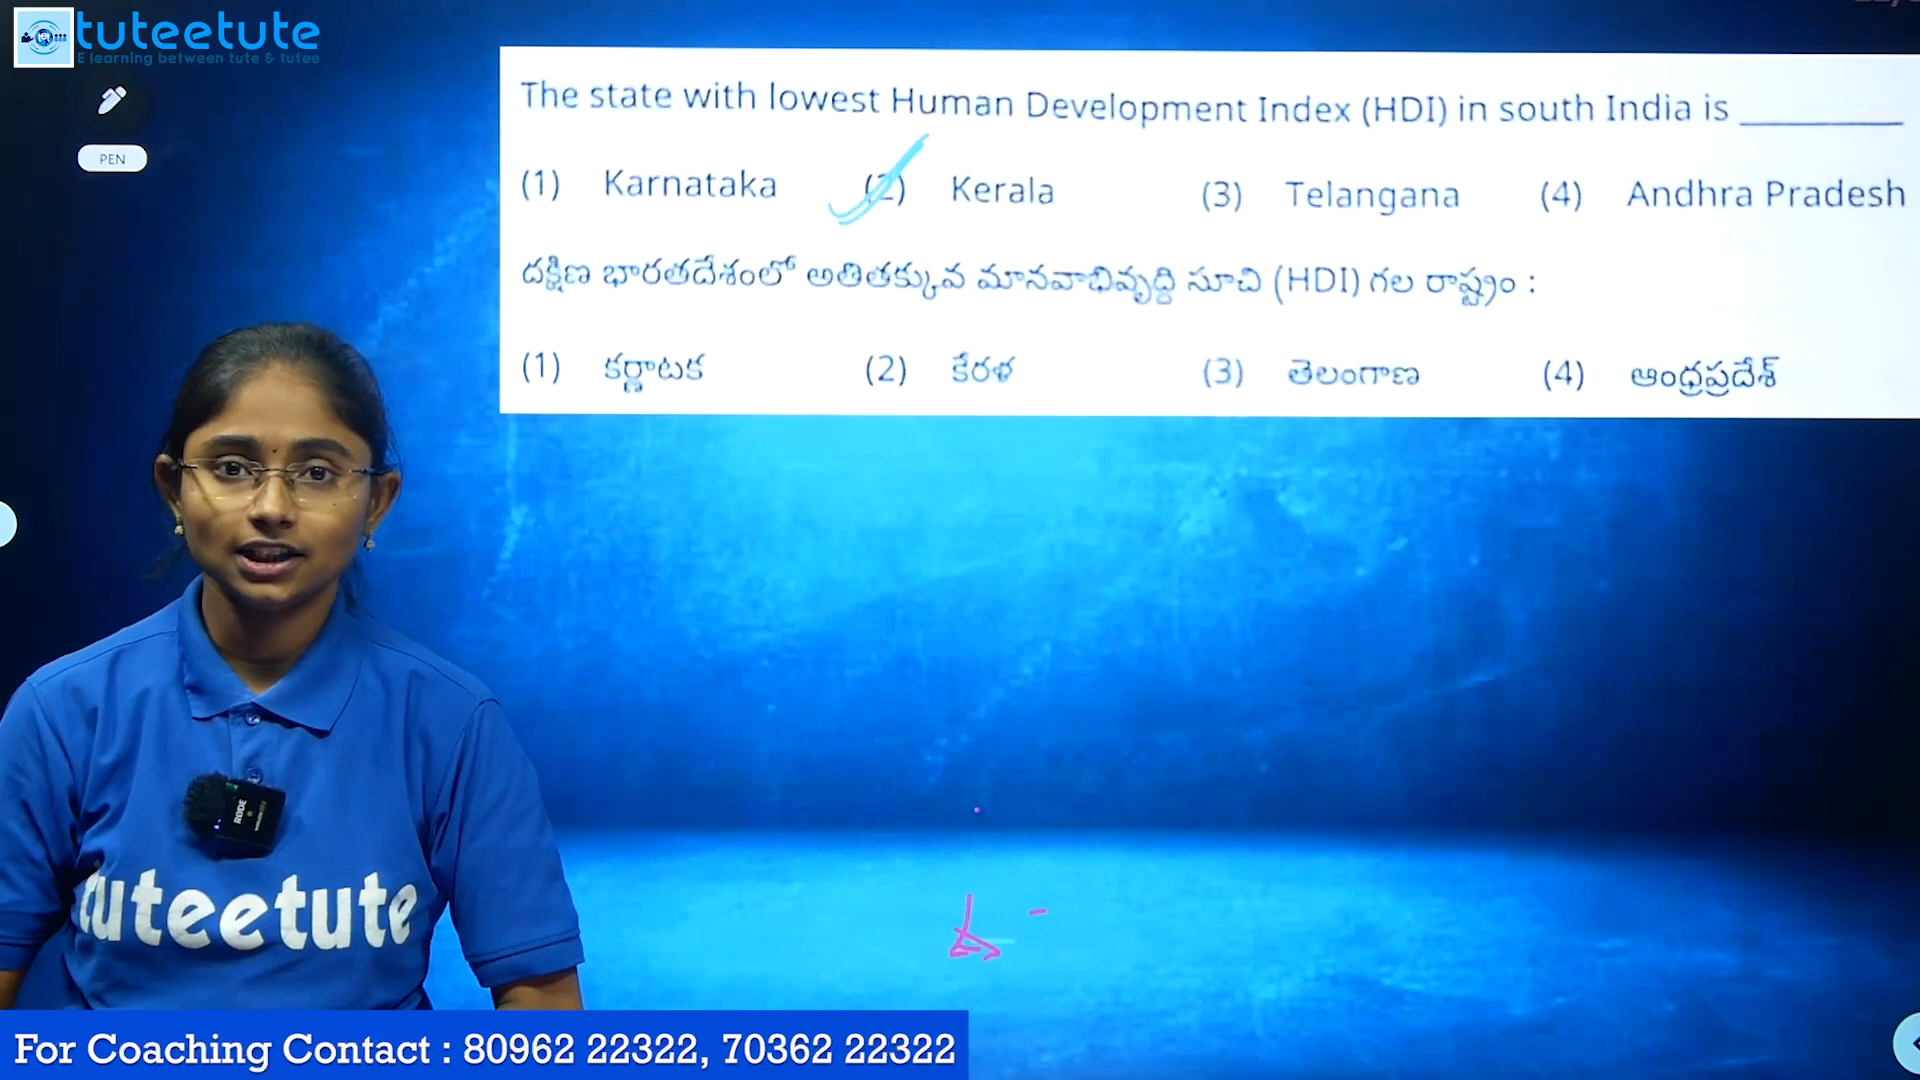 tuteetute
E learning between tute & tutee
PEN
The state with lowest Human Development Index (HDI) in south India is ________
(1) Karnataka (2) Kerala (3) Telangana (4) Andhra Pradesh
దక్షిణ భారతదేశంలో అతితక్కువ మానవాభివృద్ధి సూచి (HDI) గల రాష్ట్రం :
(1) కర్ణాటక (2) కేరళ (3) తెలంగాణ (4) ఆంధ్రప్రదేశ్
RODE
tuteetute
For Coaching Contact : 80962 22322, 70362 22322